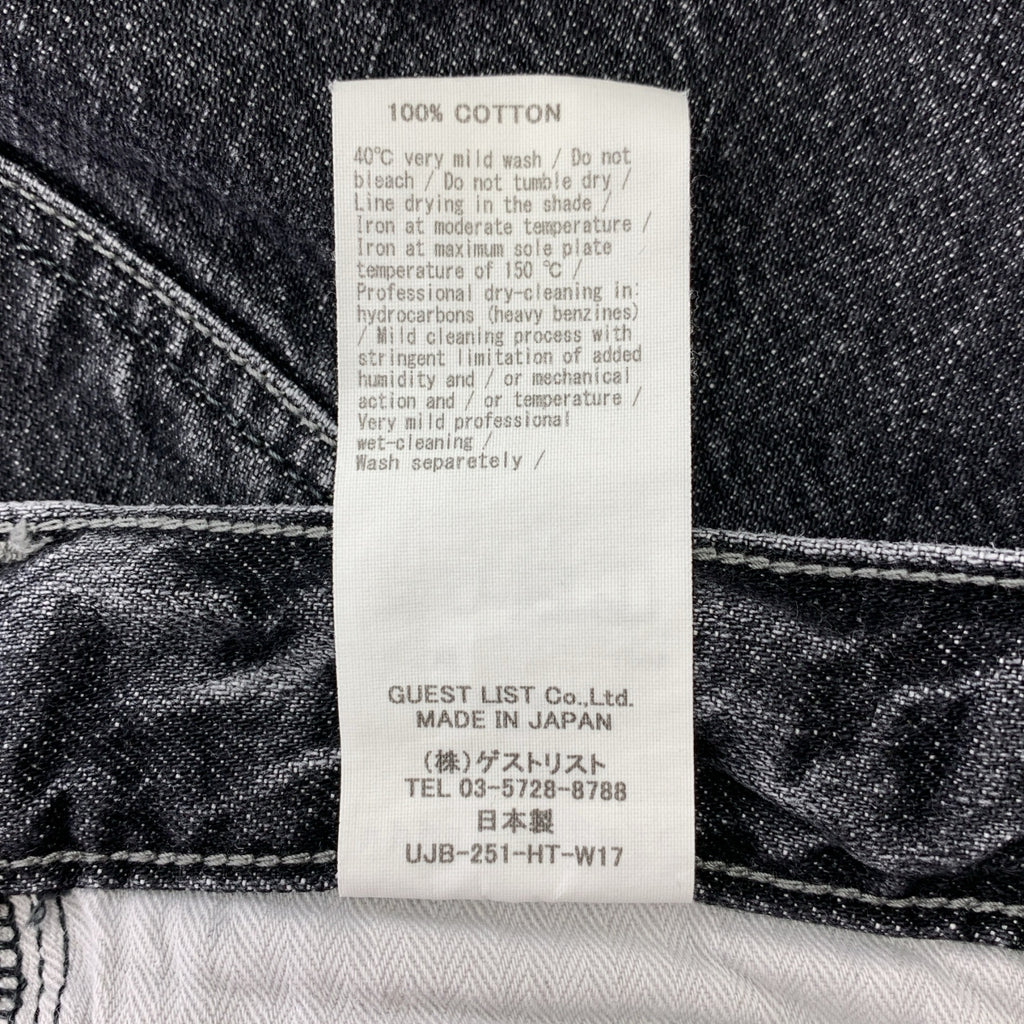 100% COTTON
40℃ very mild wash / Do not
bleach / Do not tumble dry /
Line drying in the shade /
Iron at moderate temperature /
Iron at maximum sole plate
temperature of 150 ℃ /
Professional dry-cleaning in:
hydrocarbons (heavy benzines)
/ Mild cleaning process with
stringent limitation of added
humidity and / or mechanical
action and / or temperature /
Very mild professional
wet-cleaning /
Wash separetely /
GUEST LIST Co.,Ltd.
MADE IN JAPAN
(株)ゲストリスト
TEL 03-5728-8788
日本製
UJB-251-HT-W17